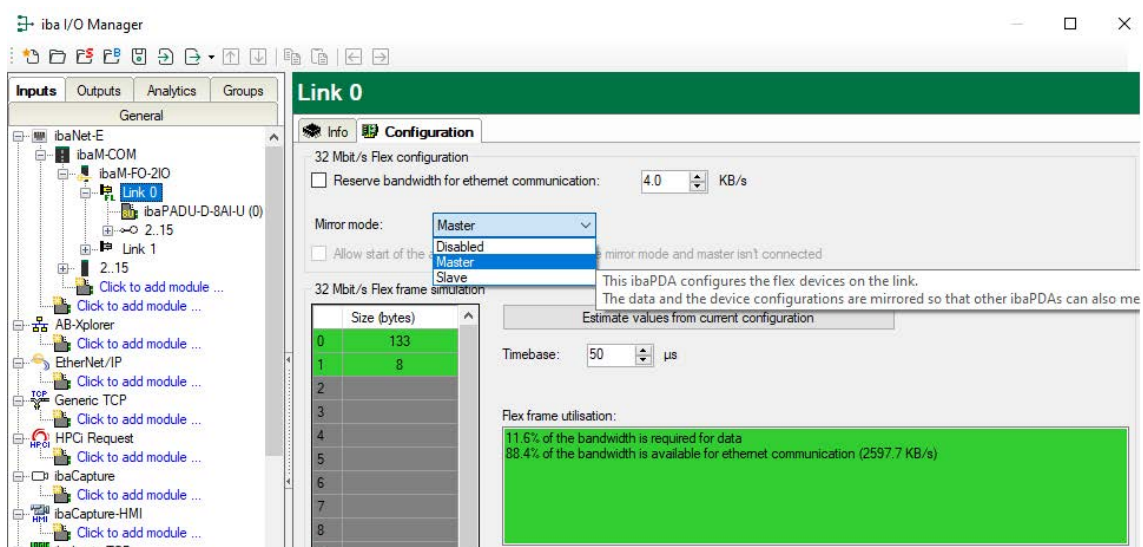 iba I/O Manager
Inputs Outputs Analytics Groups
General
ibaNet-E
ibaM-COM
ibaM-FO-2IO
Link 0
ibaPADU-D-8AI-U (0)
2..15
Link 1
2..15
Click to add module ...
Click to add module ...
AB-Xplorer
Click to add module ...
EtherNet/IP
Click to add module ...
Generic TCP
Click to add module ...
HPCi Request
Click to add module ...
ibaCapture
Click to add module ...
ibaCapture-HMI
Click to add module ...
Link 0
Info Configuration
32 Mbit/s Flex configuration
Reserve bandwidth for ethernet communication: 4.0 KB/s
Mirror mode: Master
Disabled
Master
Slave
Allow start of the mirror mode and master isn't connected
This ibaPDA configures the flex devices on the link.
The data and the device configurations are mirrored so that other ibaPDAs can also me
32 Mbit/s Flex frame simulation
Size (bytes)
0 133
1 8
2
3
4
5
6
7
8
Estimate values from current configuration
Timebase: 50 µs
Flex frame utilisation:
11.6% of the bandwidth is required for data
88.4% of the bandwidth is available for ethernet communication (2597.7 KB/s)